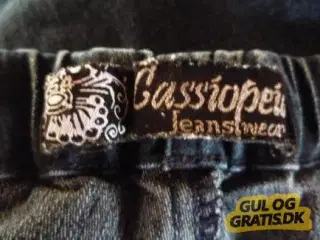 Cassiopeia
Jeanswear
GUL OG
GRATIS.DK